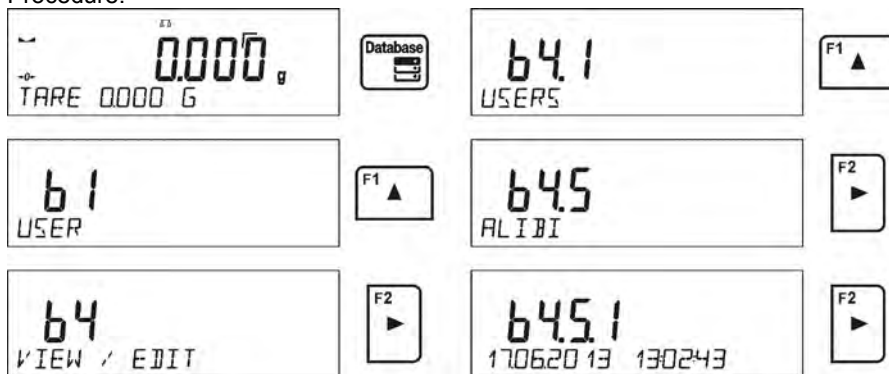 Procedure:
0.000 g
→0←
TARE 0.000 G
Database
b1
USER
F1
b4
VIEW / EDIT
F2
b4.1
USERS
F1
b4.5
ALIBI
F2
b4.5.1
17.06.2013 13:02:43
F2